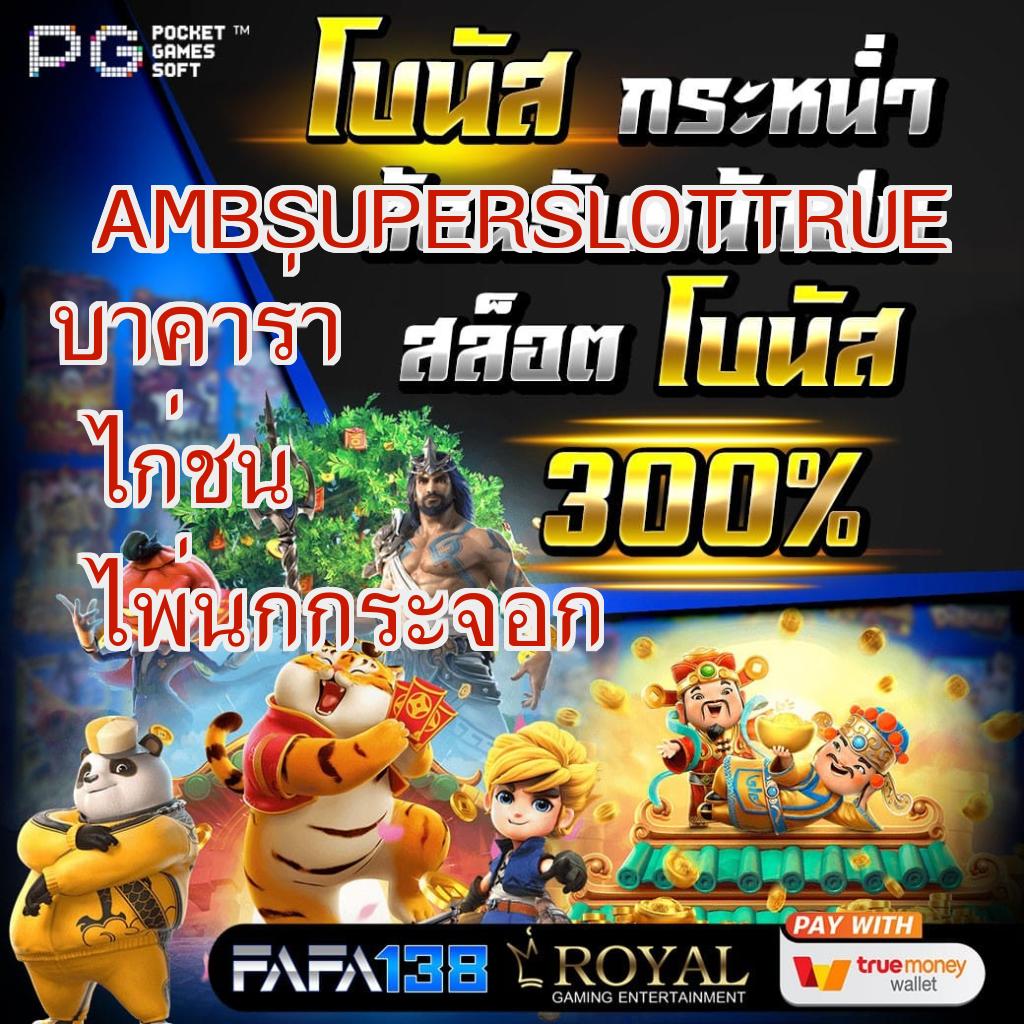 PG POCKET GAMES SOFT ™
โบนัส กระหน่ำ
AMBSUPERSLOTTRUE
บาคาร่า
สล็อต โบนัส
ไก่ชน
300%
ไพ่นกกระจอก
FAFA138
ROYAL
GAMING ENTERTAINMENT
PAY WITH
truemoney
wallet